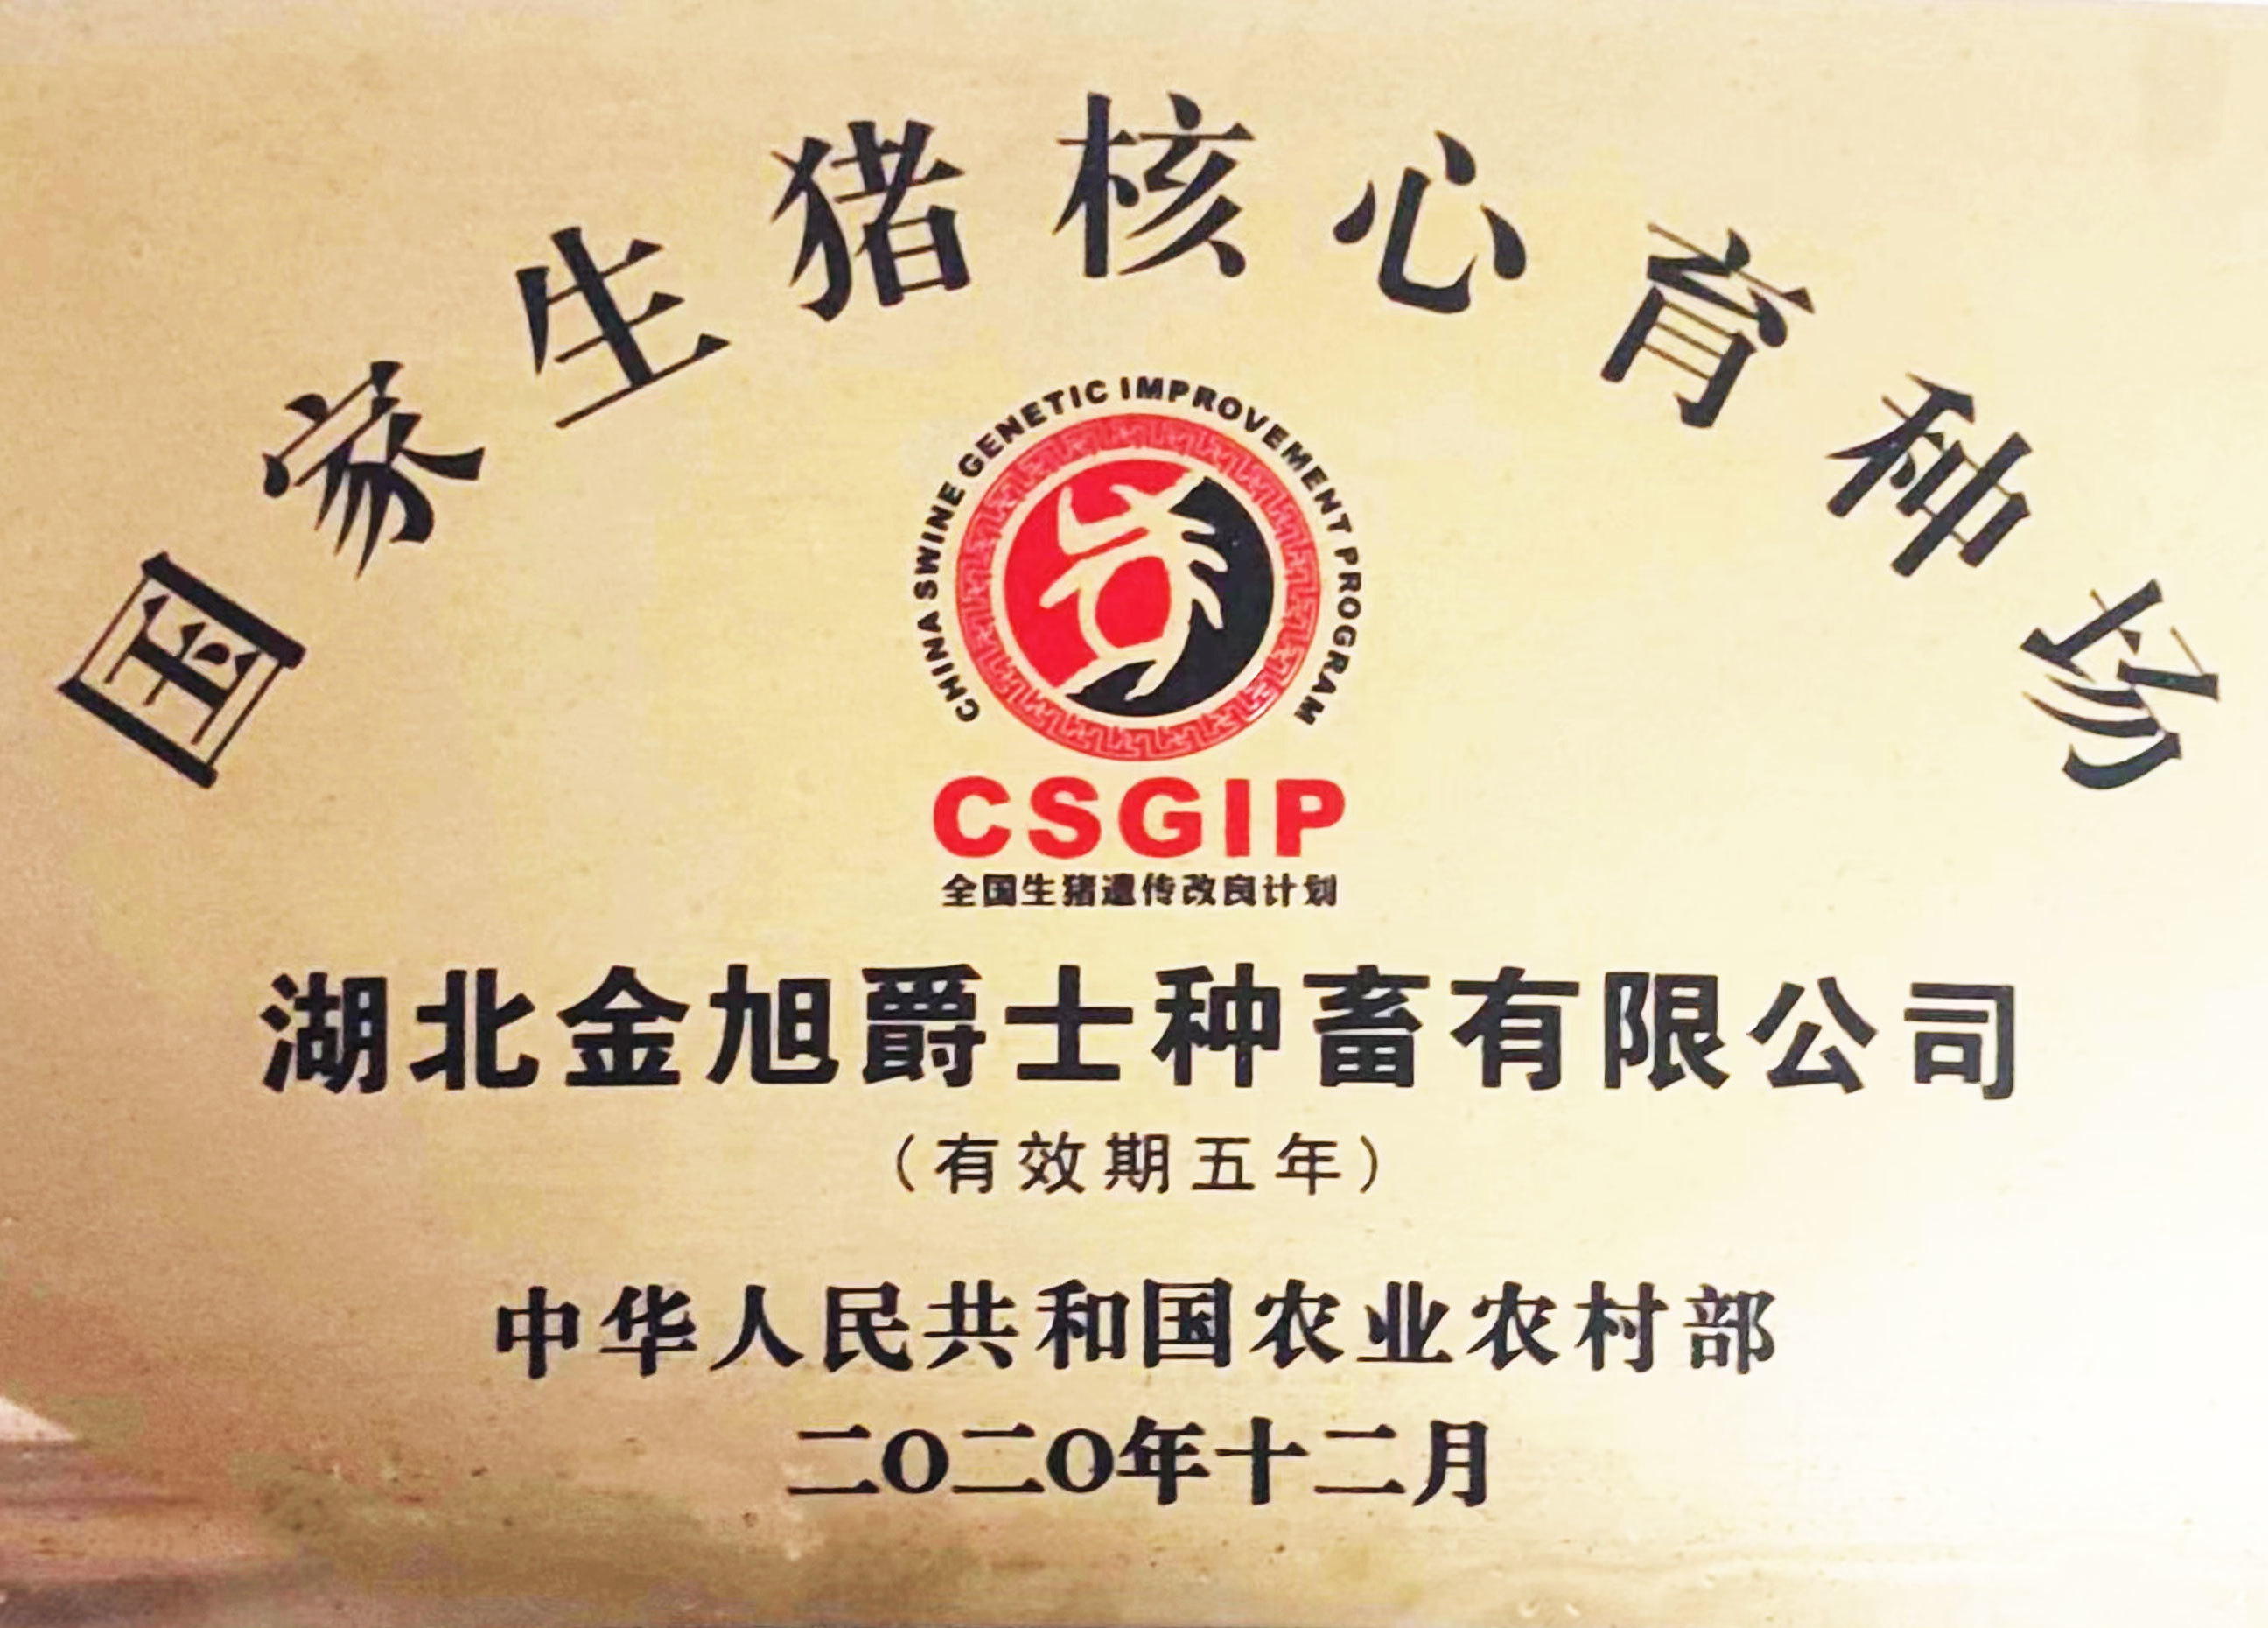 国家生猪核心育种场
CHINA SWINE GENETIC IMPROVEMENT PROGRAM
CSGIP
全国生猪遗传改良计划
湖北金旭爵士种畜有限公司
（有效期五年）
中华人民共和国农业农村部
二〇二〇年十二月